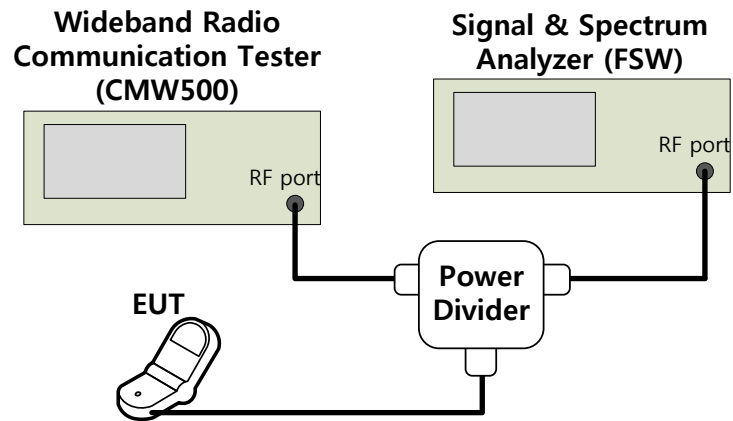 Wideband Radio
Communication Tester
(CMW500)
Signal & Spectrum
Analyzer (FSW)
RF port
RF port
Power
Divider
EUT